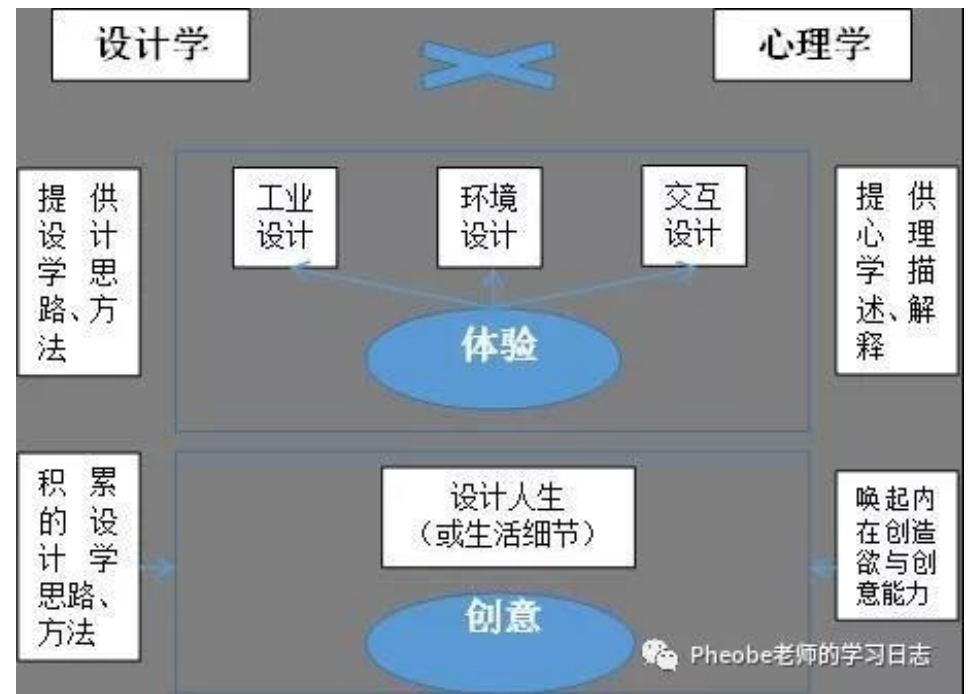 设计学
心理学
提供
设计
学思
路、方
法
工业
设计
环境
设计
交互
设计
提供
心理
学描
述、解
释
体验
积累
的设
计学
思路、
方法
设计人生
（或生活细节）
唤起内
在创造
欲与创
意能力
创意
Pheobe老师的学习日志